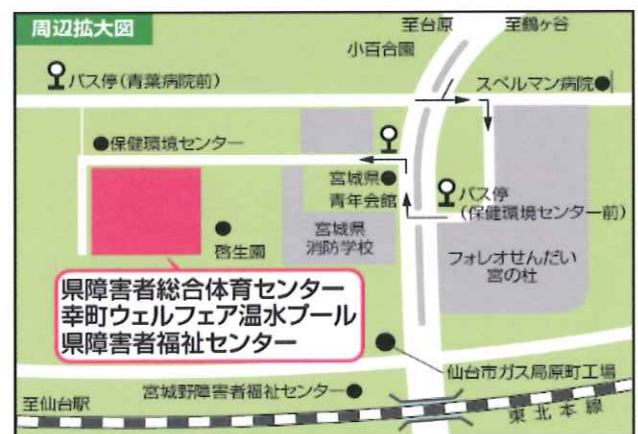 周辺拡大図
至台原
至鶴ヶ谷
小百合園
バス停(青葉病院前)
スペルマン病院
保健環境センター
宮城県
青年会館
バス停
(保健環境センター前)
宮城県
消防学校
啓生園
フォレオせんだい
宮の杜
県障害者総合体育センター
幸町ウェルフェア温水プール
県障害者福祉センター
仙台市ガス局原町工場
宮城野障害者福祉センター
至仙台駅
東北本線